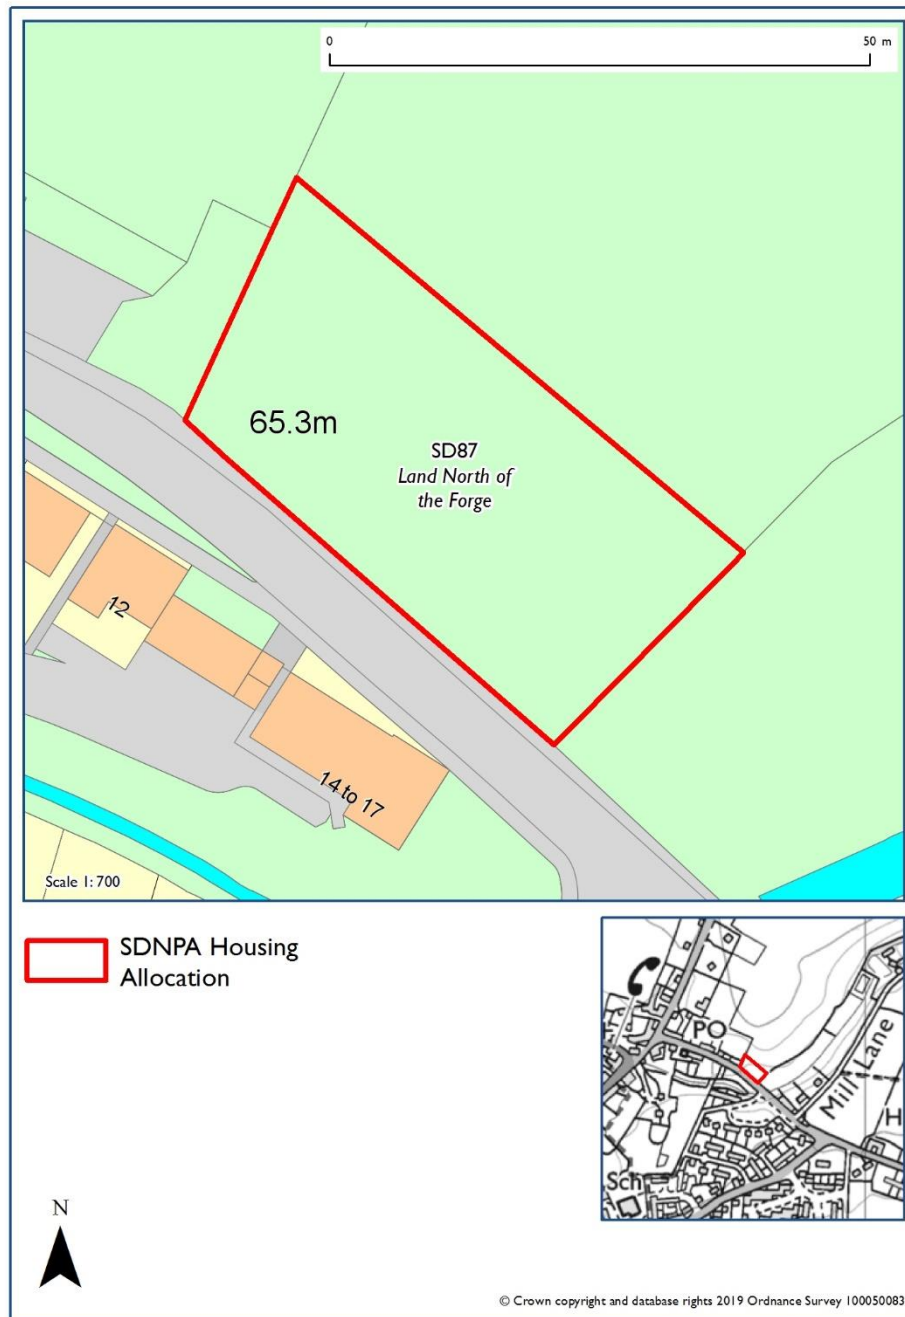 0 50 m
65.3m
SD87
Land North of
the Forge
12
14 to 17
Scale 1:700
SDNPA Housing
Allocation
PO
Mill Lane
H
Sch
N
© Crown copyright and database rights 2019 Ordnance Survey 100050083